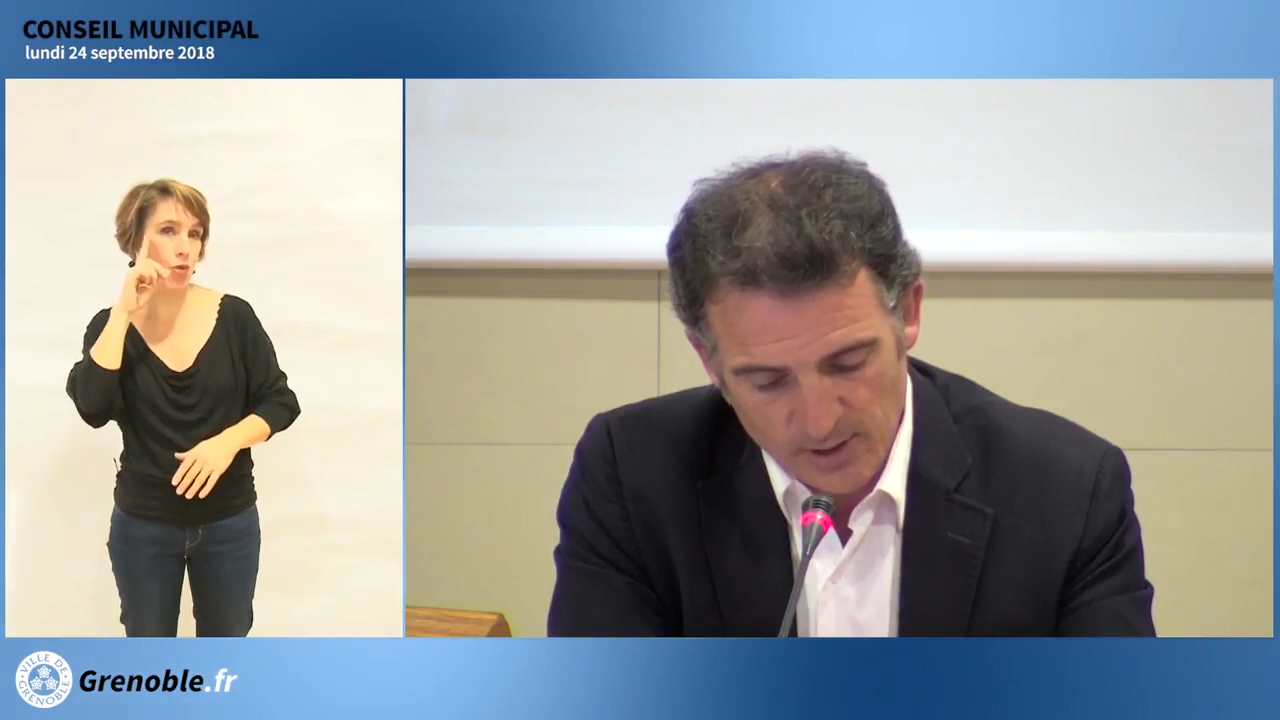 CONSEIL MUNICIPAL
lundi 24 septembre 2018
VILLE DE
GRENOBLE
Grenoble.fr